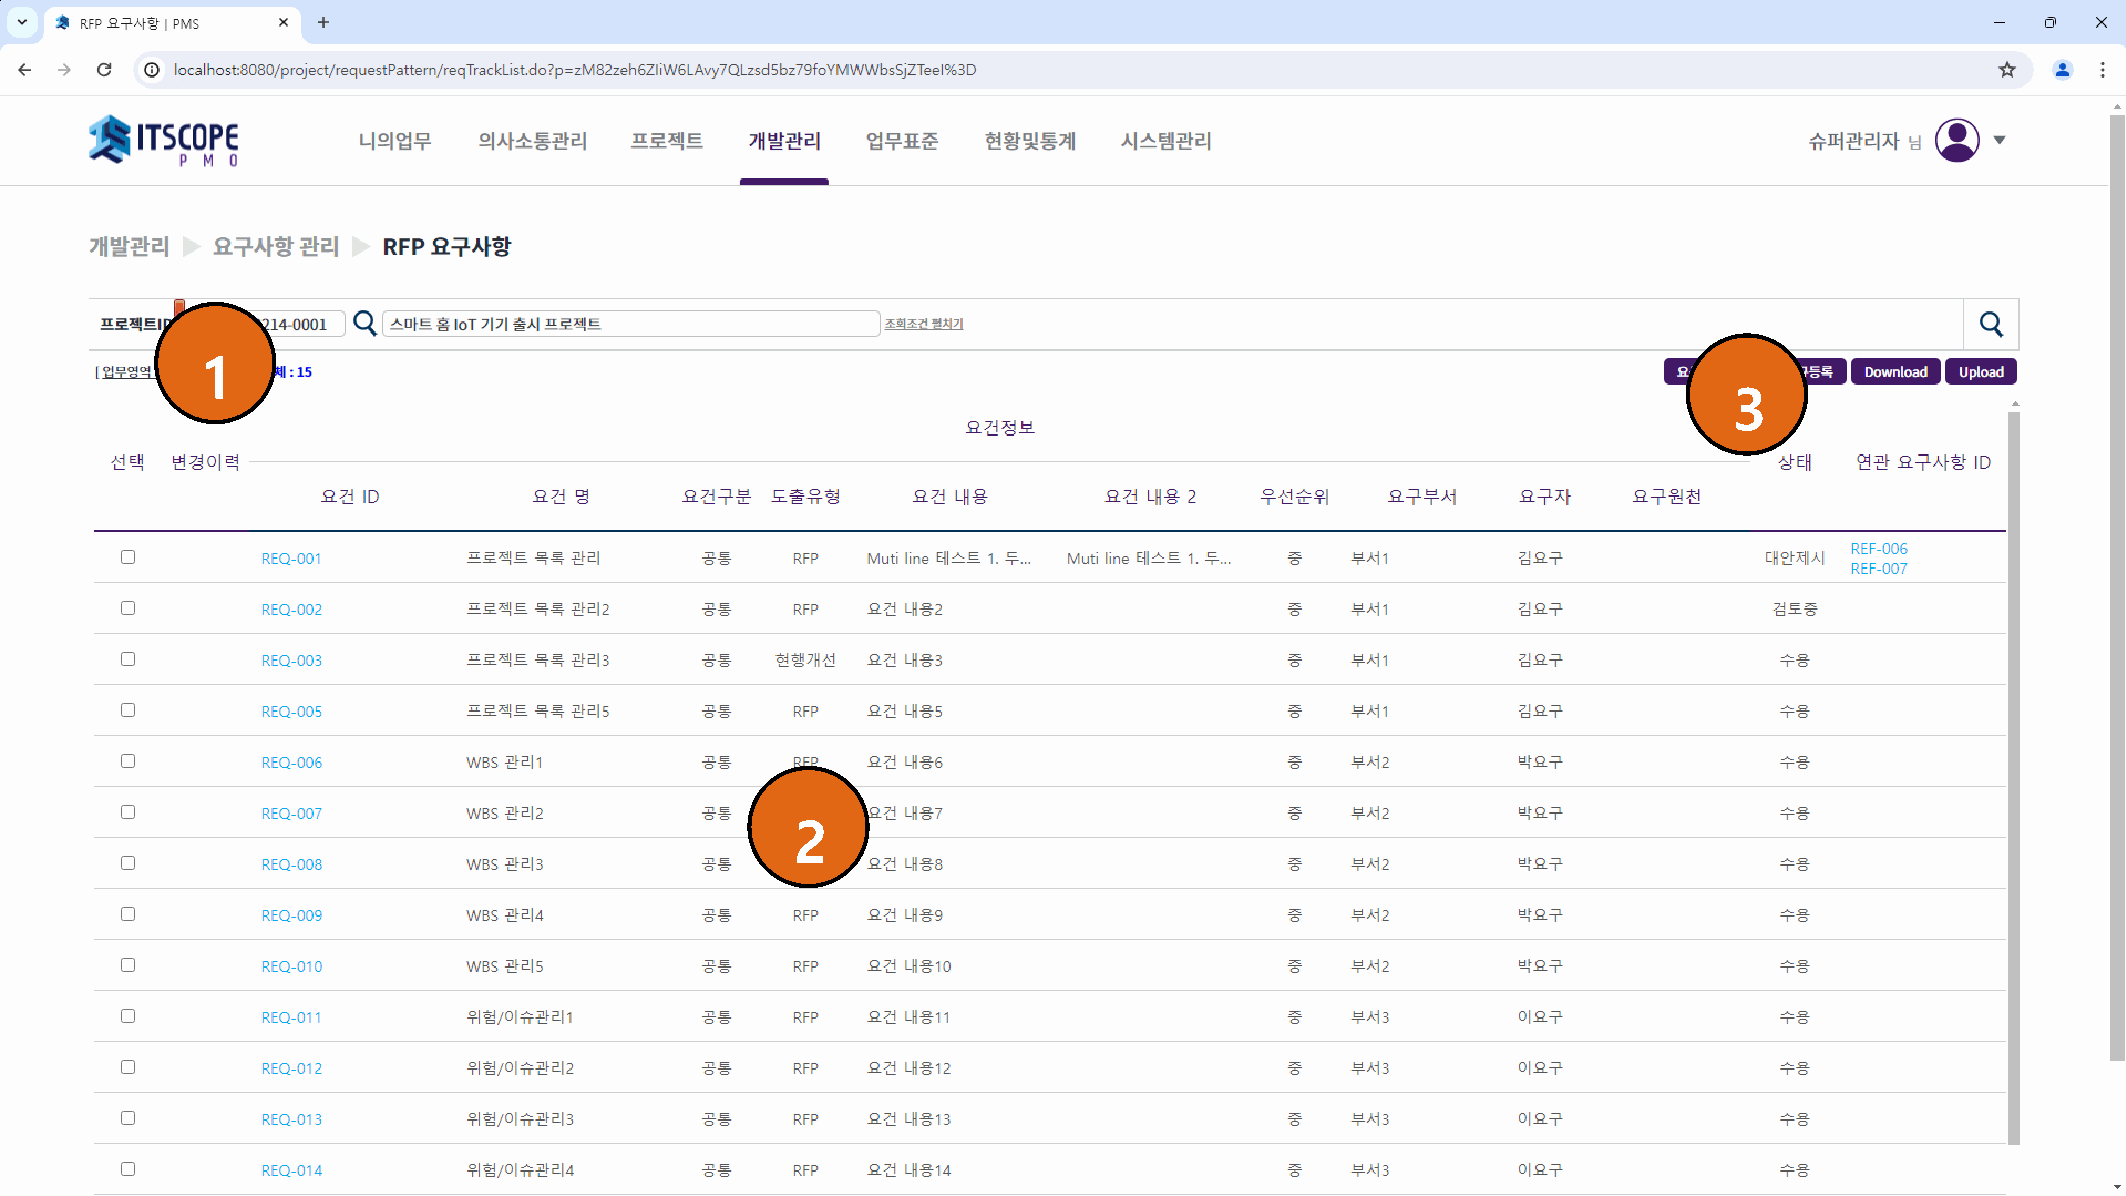 RFP 요구사항 | PMS
localhost:8080/project/requestPattern/reqTrackList.do?p=zM82zeh6ZIiW6LAvy7QLzsd5bz79foYMWWbsSjZTeeI%3D
ITSCOPE
PMO
니의업무 의사소통관리 프로젝트 개발관리 업무표준 현황및통계 시스템관리
슈퍼관리자 님
개발관리 요구사항 관리 RFP 요구사항
프로젝트ID 214-0001 스마트 홈 IoT 기기 출시 프로젝트 조회조건 펼치기
[ 업무영역 체 : 15
요 등록 Download Upload
1
3
요건정보
선택 변경이력 상태 연관 요구사항 ID
요건 ID 요건 명 요건구분 도출유형 요건 내용 요건 내용 2 우선순위 요구부서 요구자 요구원천
REQ-001 프로젝트 목록 관리 공통 RFP Muti line 테스트 1. 두... Muti line 테스트 1. 두... 중 부서1 김요구 대안제시 REF-006
REF-007
REQ-002 프로젝트 목록 관리2 공통 RFP 요건 내용2 중 부서1 김요구 검토중
REQ-003 프로젝트 목록 관리3 공통 현행개선 요건 내용3 중 부서1 김요구 수용
REQ-005 프로젝트 목록 관리5 공통 RFP 요건 내용5 중 부서1 김요구 수용
REQ-006 WBS 관리1 공통 RFP 요건 내용6 중 부서2 박요구 수용
REQ-007 WBS 관리2 공통 요건 내용7 중 부서2 박요구 수용
2
REQ-008 WBS 관리3 공통 요건 내용8 중 부서2 박요구 수용
REQ-009 WBS 관리4 공통 RFP 요건 내용9 중 부서2 박요구 수용
REQ-010 WBS 관리5 공통 RFP 요건 내용10 중 부서2 박요구 수용
REQ-011 위험/이슈관리1 공통 RFP 요건 내용11 중 부서3 이요구 수용
REQ-012 위험/이슈관리2 공통 RFP 요건 내용12 중 부서3 이요구 수용
REQ-013 위험/이슈관리3 공통 RFP 요건 내용13 중 부서3 이요구 수용
REQ-014 위험/이슈관리4 공통 RFP 요건 내용14 중 부서3 이요구 수용